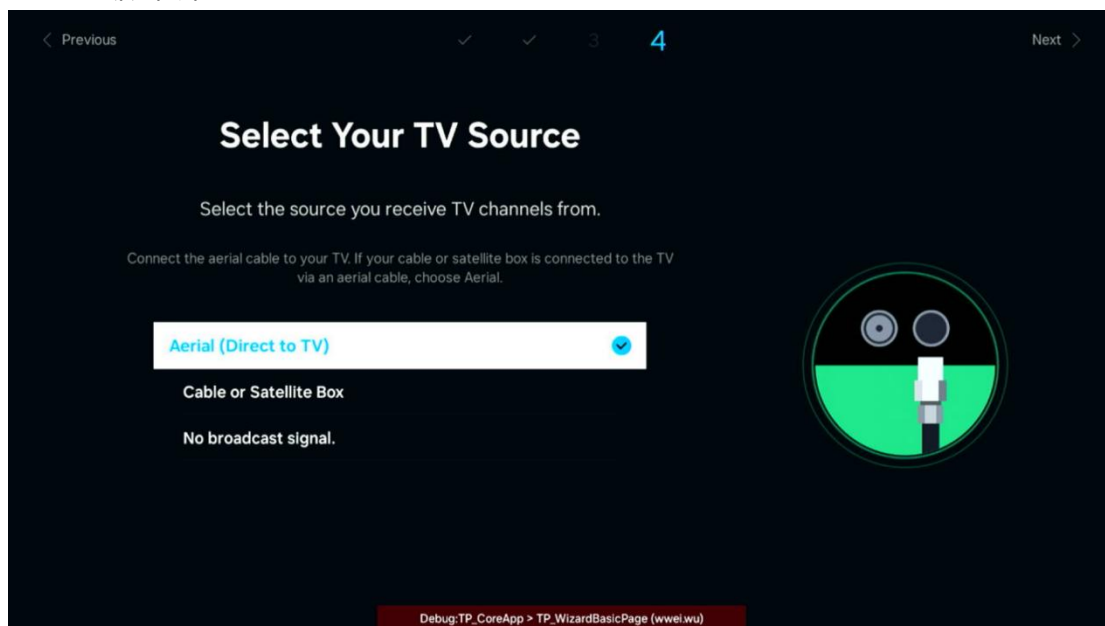 Previous
3
4
Next
Select Your TV Source
Select the source you receive TV channels from.
Connect the aerial cable to your TV. If your cable or satellite box is connected to the TV
via an aerial cable, choose Aerial.
Aerial (Direct to TV)
Cable or Satellite Box
No broadcast signal.
Debug:TP_CoreApp > TP_WizardBasicPage (wwei.wu)